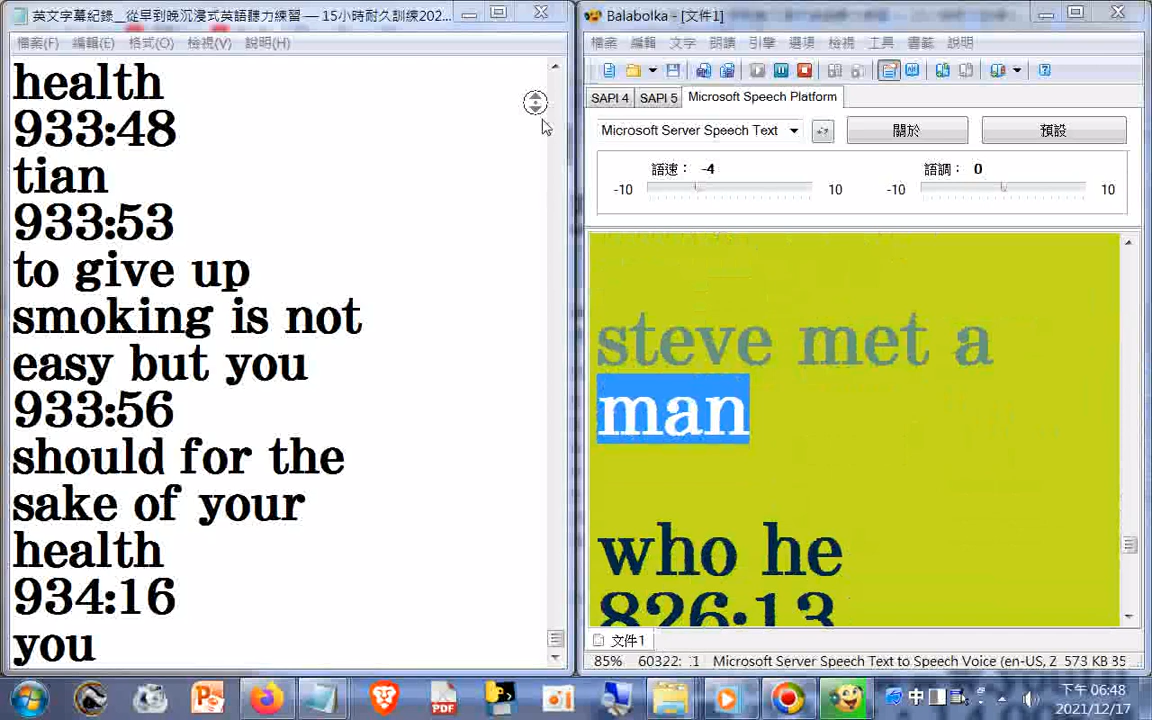 英文字幕紀錄__從早到晚沉浸式英語聽力練習 — 15小時耐久訓練202...
檔案(F) 編輯(E) 格式(O) 檢視(V) 說明(H)
health
933:48
tian
933:53
to give up
smoking is not
easy but you
933:56
should for the
sake of your
health
934:16
you
Balabolka - [文件1]
檔案 編輯 文字 朗讀 引擎 選項 檢視 工具 書籤 說明
SAPI 4 SAPI 5 Microsoft Speech Platform
Microsoft Server Speech Text 關於 預設
語速: -4 語調: 0
-10 10 -10 10
steve met a
man
who he
826:13
文件1
85% 60322: .1 Microsoft Server Speech Text to Speech Voice (en-US, 2 573 KB 35
PDF
中
下午 06:48
2021/12/17